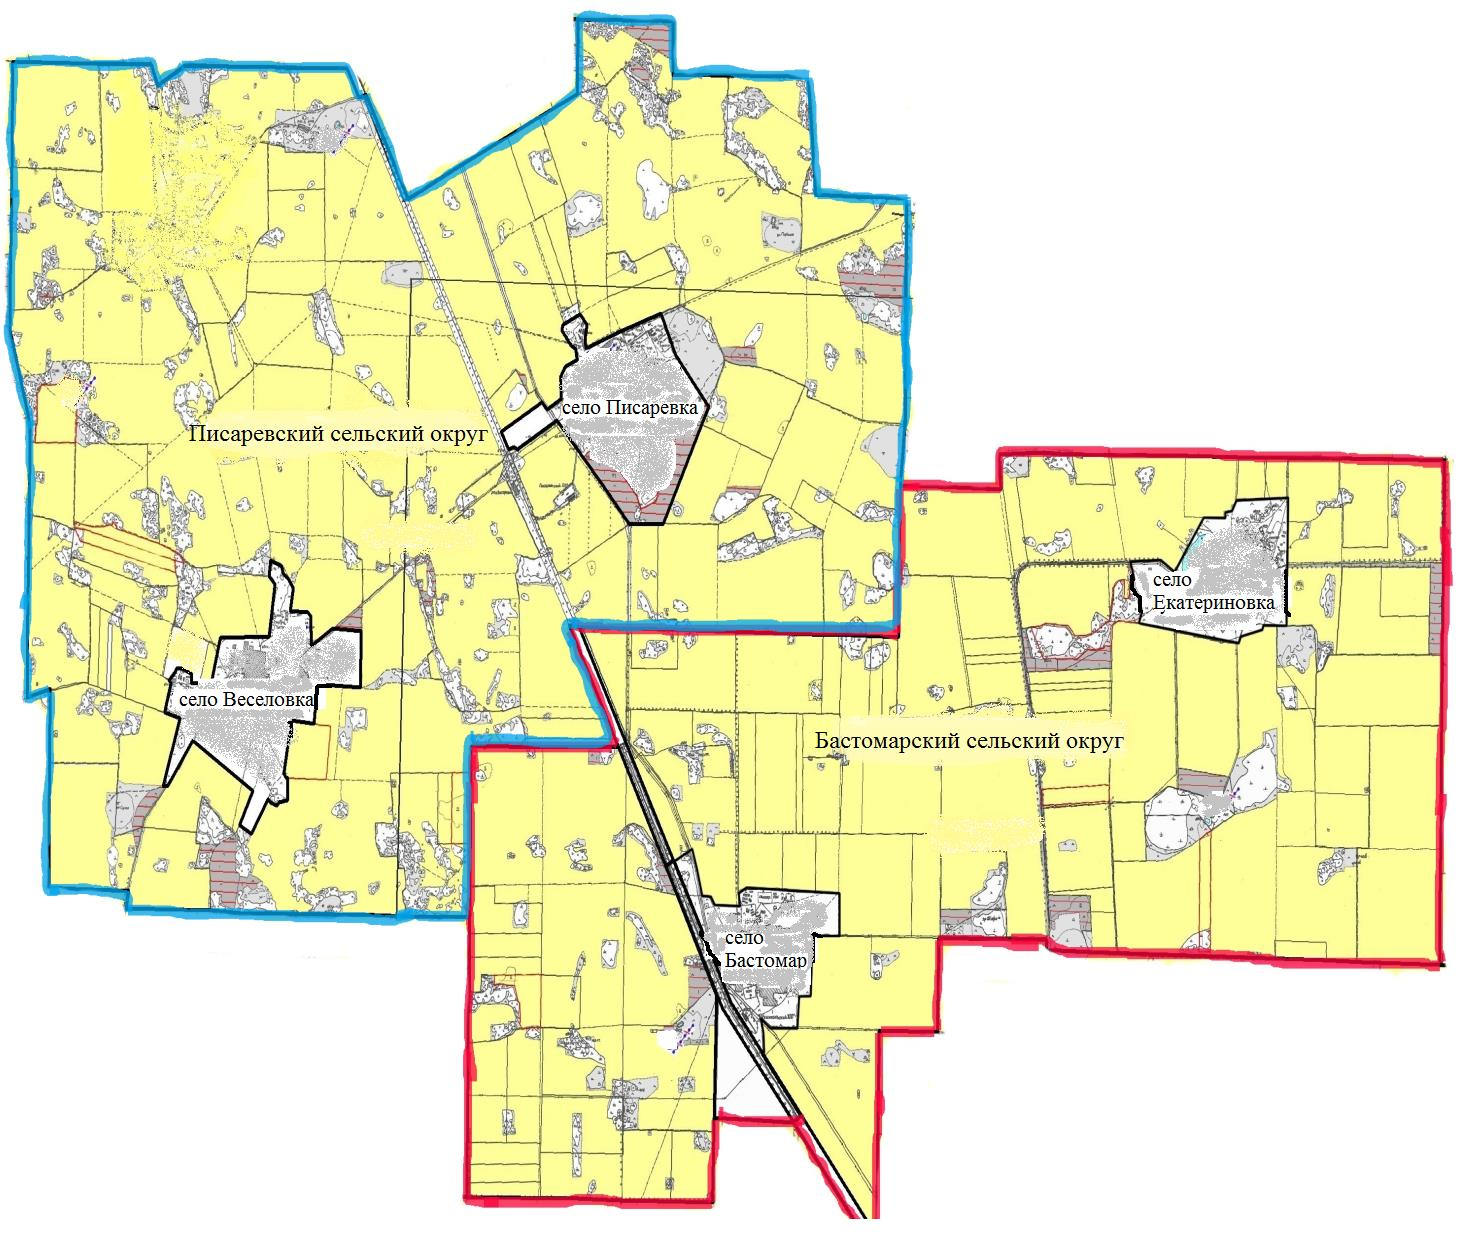 село Писаревка
Писаревский сельский округ
село
Екатериновка
село Веселовка
Бастомарский сельский округ
село
Бастомар